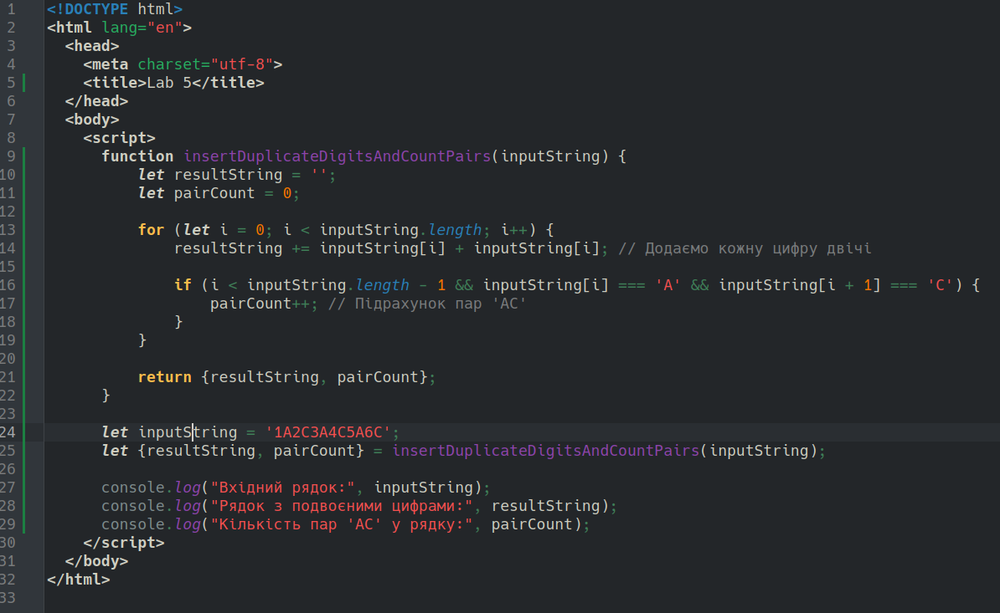 1 <!DOCTYPE html>
2 <html lang="en">
3   <head>
4     <meta charset="utf-8">
5     <title>Lab 5</title>
6   </head>
7   <body>
8     <script>
9       function insertDuplicateDigitsAndCountPairs(inputString) {
10           let resultString = '';
11           let pairCount = 0;
12
13           for (let i = 0; i < inputString.length; i++) {
14               resultString += inputString[i] + inputString[i]; // Додаємо кожну цифру двічі
15
16               if (i < inputString.length - 1 && inputString[i] === 'A' && inputString[i + 1] === 'C') {
17                   pairCount++; // Підрахунок пар 'AC'
18               }
19           }
20
21           return {resultString, pairCount};
22       }
23
24       let inputString = '1A2C3A4C5A6C';
25       let {resultString, pairCount} = insertDuplicateDigitsAndCountPairs(inputString);
26
27       console.log("Вхідний рядок:", inputString);
28       console.log("Рядок з подвоєними цифрами:", resultString);
29       console.log("Кількість пар 'AC' у рядку:", pairCount);
30     </script>
31   </body>
32 </html>
33